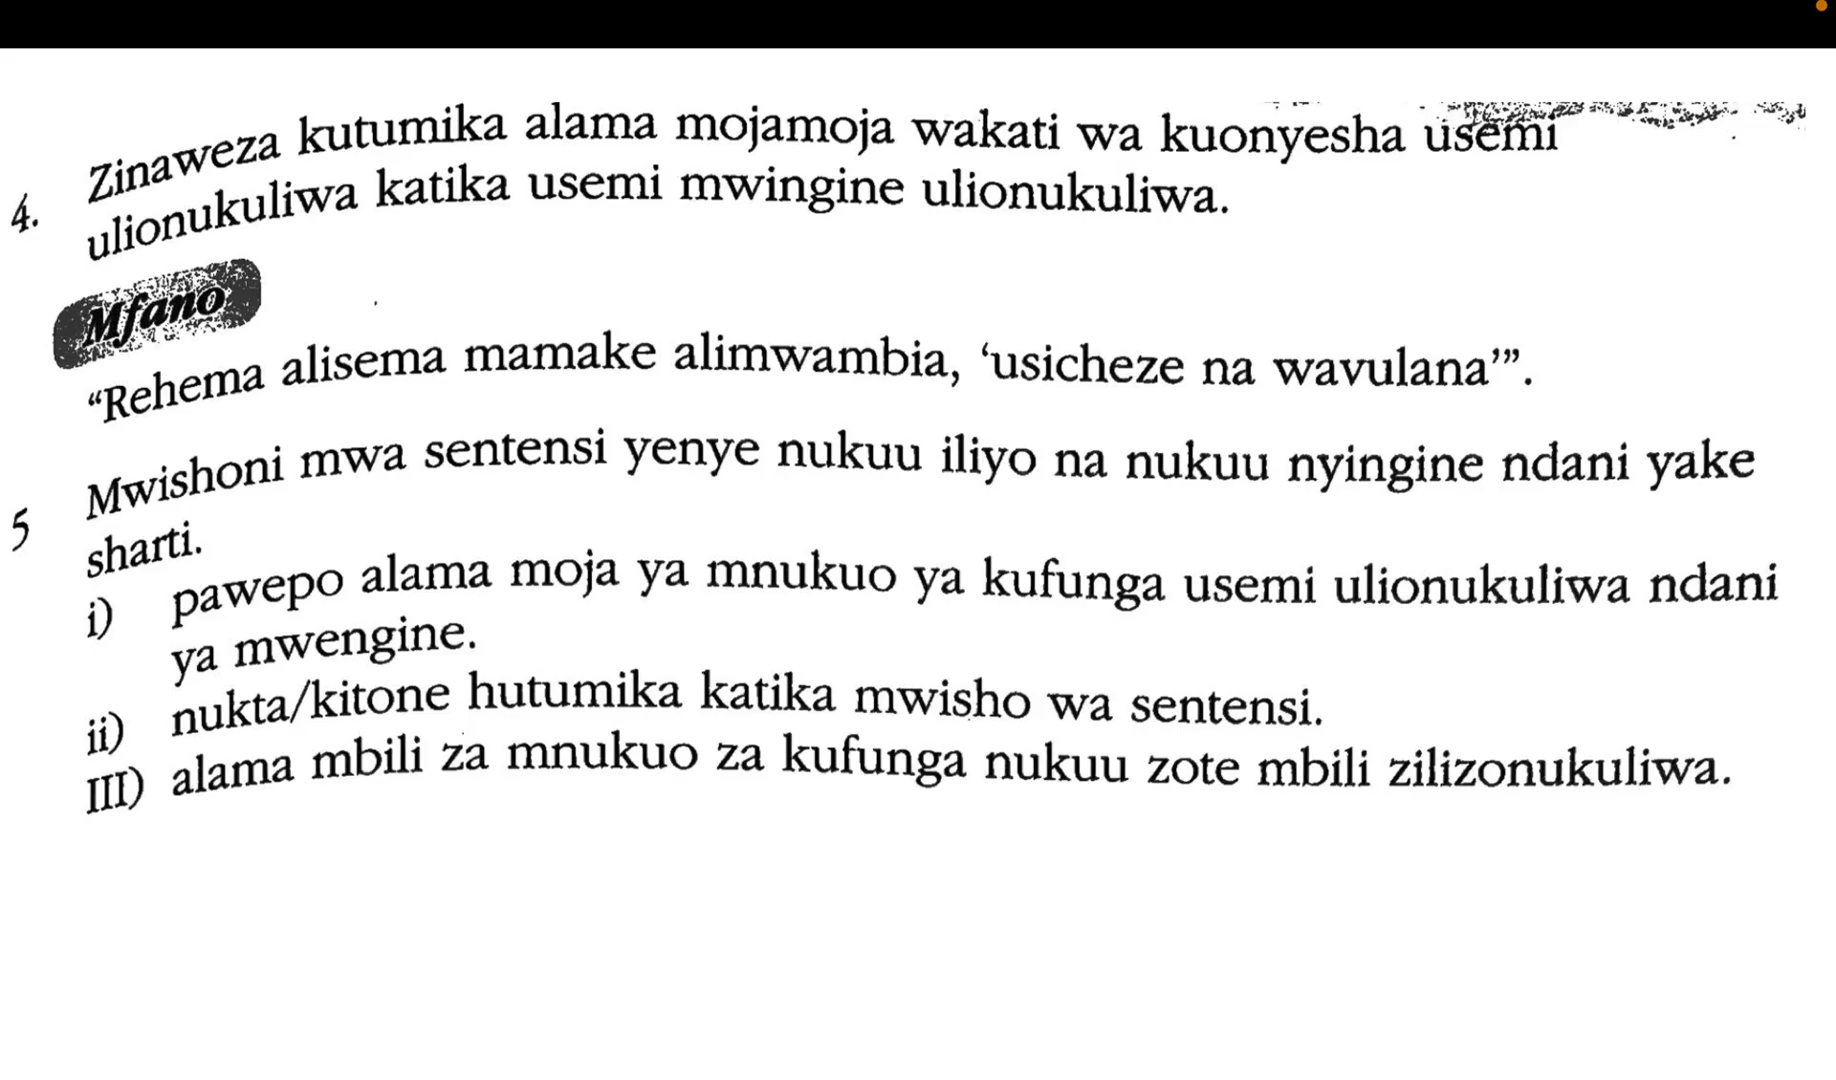 4. Zinaweza kutumika alama mojamoja wakati wa kuonyesha usemi
ulionukuliwa katika usemi mwingine ulionukuliwa.
Mfano
“Rehema alisema mamake alimwambia, ‘usicheze na wavulana’”.
5 Mwishoni mwa sentensi yenye nukuu iliyo na nukuu nyingine ndani yake
sharti.
i) pawepo alama moja ya mnukuo ya kufunga usemi ulionukuliwa ndani
ya mwengine.
ii) nukta/kitone hutumika katika mwisho wa sentensi.
III) alama mbili za mnukuo za kufunga nukuu zote mbili zilizonukuliwa.